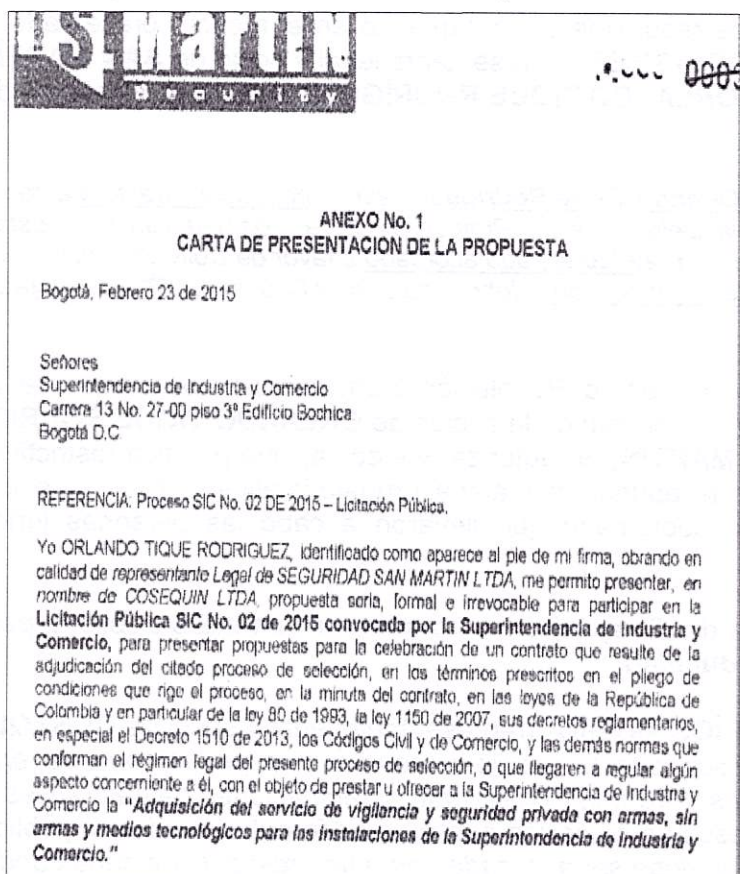 S. MartIN
Security
ANEXO No. 1
CARTA DE PRESENTACION DE LA PROPUESTA
Bogotá, Febrero 23 de 2015
Señores
Superintendencia de Industria y Comercio
Carrera 13 No. 27-00 piso 3º Edificio Bochica
Bogotá D.C.
REFERENCIA: Proceso SIC No. 02 DE 2015 – Licitación Pública.
Yo ORLANDO TIQUE RODRIGUEZ, identificado como aparece al pie de mi firma, obrando en
calidad de representante Legal de SEGURIDAD SAN MARTIN LTDA, me permito presentar, en
nombre de COSEQUIN LTDA, propuesta seria, formal e irrevocable para participar en la
Licitación Pública SIC No. 02 de 2015 convocada por la Superintendencia de Industria y
Comercio, para presentar propuestas para la celebración de un contrato que resulte de la
adjudicación del citado proceso de selección, en los términos prescritos en el pliego de
condiciones que rige el proceso, en la minuta del contrato, en las leyes de la República de
Colombia y en particular de la ley 80 de 1993, la ley 1150 de 2007, sus decretos reglamentarios,
en especial el Decreto 1510 de 2013, los Códigos Civil y de Comercio, y las demás normas que
conforman el régimen legal del presente proceso de selección, o que llegaren a regular algún
aspecto concerniente a él, con el objeto de prestar u ofrecer a la Superintendencia de Industria y
Comercio la "Adquisición del servicio de vigilancia y seguridad privada con armas, sin
armas y medios tecnológicos para las instalaciones de la Superintendencia de Industria y
Comercio."